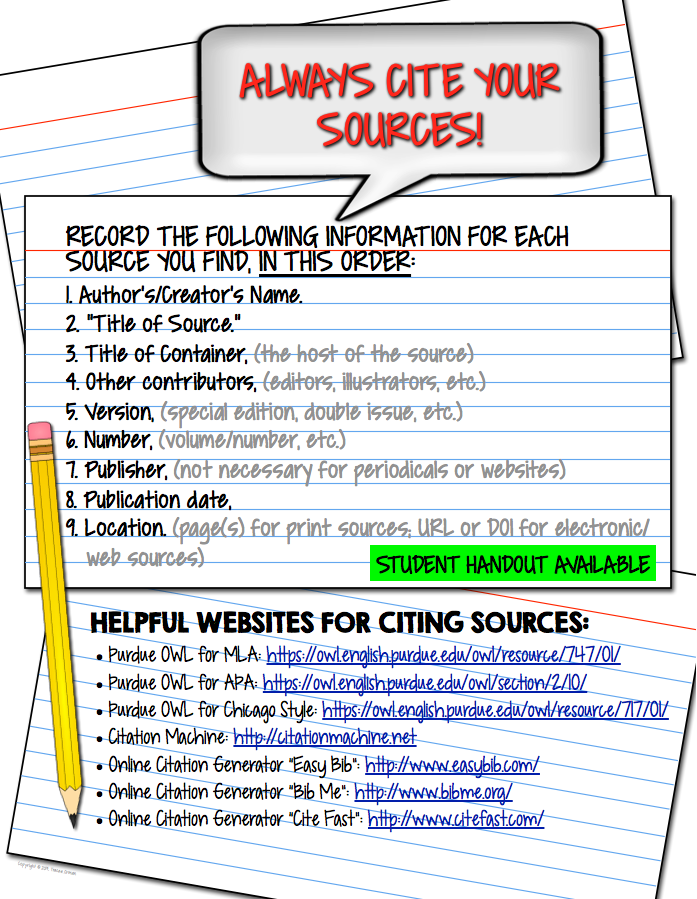 ALWAYS CITE YOUR
SOURCES!
RECORD THE FOLLOWING INFORMATION FOR EACH
SOURCE YOU FIND, IN THIS ORDER:
1. Author's/Creator's Name.
2. "Title of Source."
3. Title of Container, (the host of the source)
4. Other contributors, (editors, illustrators, etc.)
5. Version, (special edition, double issue, etc.)
6. Number, (volume/number, etc.)
7. Publisher, (not necessary for periodicals or websites)
8. Publication date,
9. Location. (page(s) for print sources; URL or DOI for electronic/
web sources)
STUDENT HANDOUT AVAILABLE
HELPFUL WEBSITES FOR CITING SOURCES:
• Purdue OWL for MLA: https://owl.english.purdue.edu/owl/resource/747/01/
• Purdue OWL for APA: https://owl.english.purdue.edu/owl/section/2/10/
• Purdue OWL for Chicago Style: https://owl.english.purdue.edu/owl/resource/717/01/
• Citation Machine: http://citationmachine.net
• Online Citation Generator "Easy Bib": http://www.easybib.com/
• Online Citation Generator "Bib Me": http://www.bibme.org/
• Online Citation Generator "Cite Fast": http://www.citefast.com/
Copyright ©